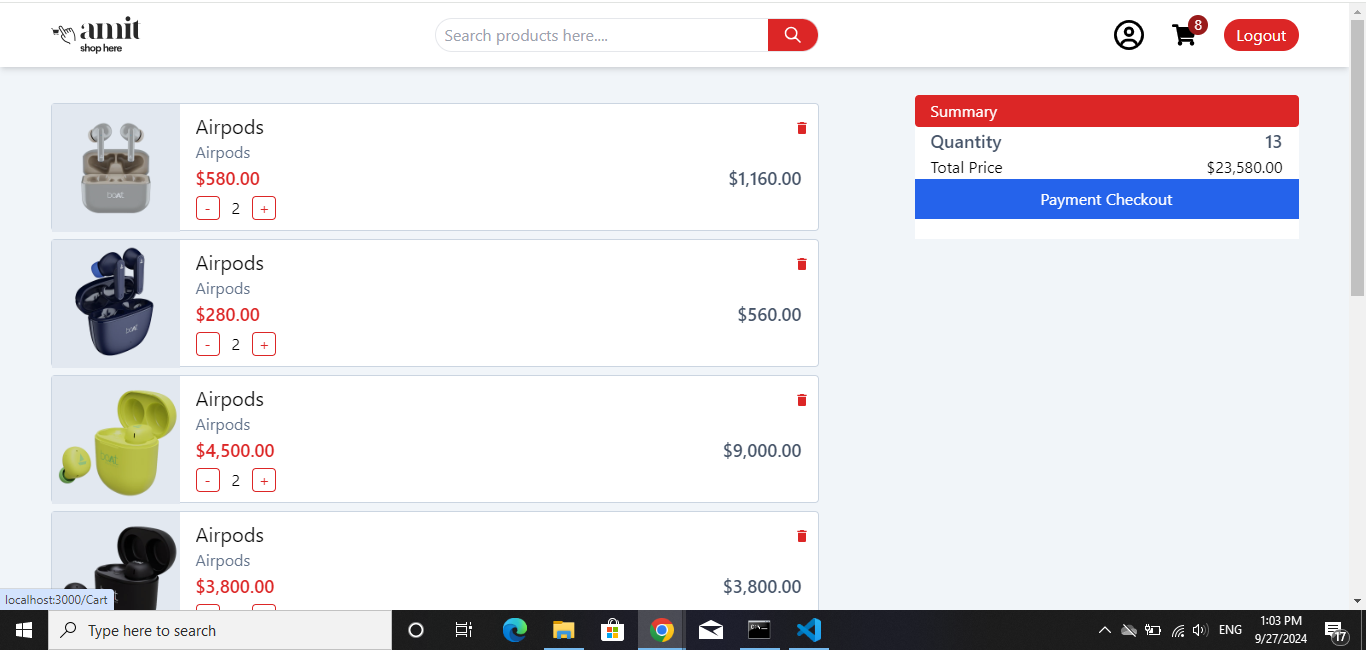 amit
shop here
Search products here....
8
Logout
Airpods
Airpods
$580.00
$1,160.00
- 2 +
Airpods
Airpods
$280.00
$560.00
- 2 +
Airpods
Airpods
$4,500.00
$9,000.00
- 2 +
Airpods
Airpods
$3,800.00
$3,800.00
Summary
Quantity 13
Total Price $23,580.00
Payment Checkout
localhost:3000/Cart
Type here to search
ENG
1:03 PM
9/27/2024
17